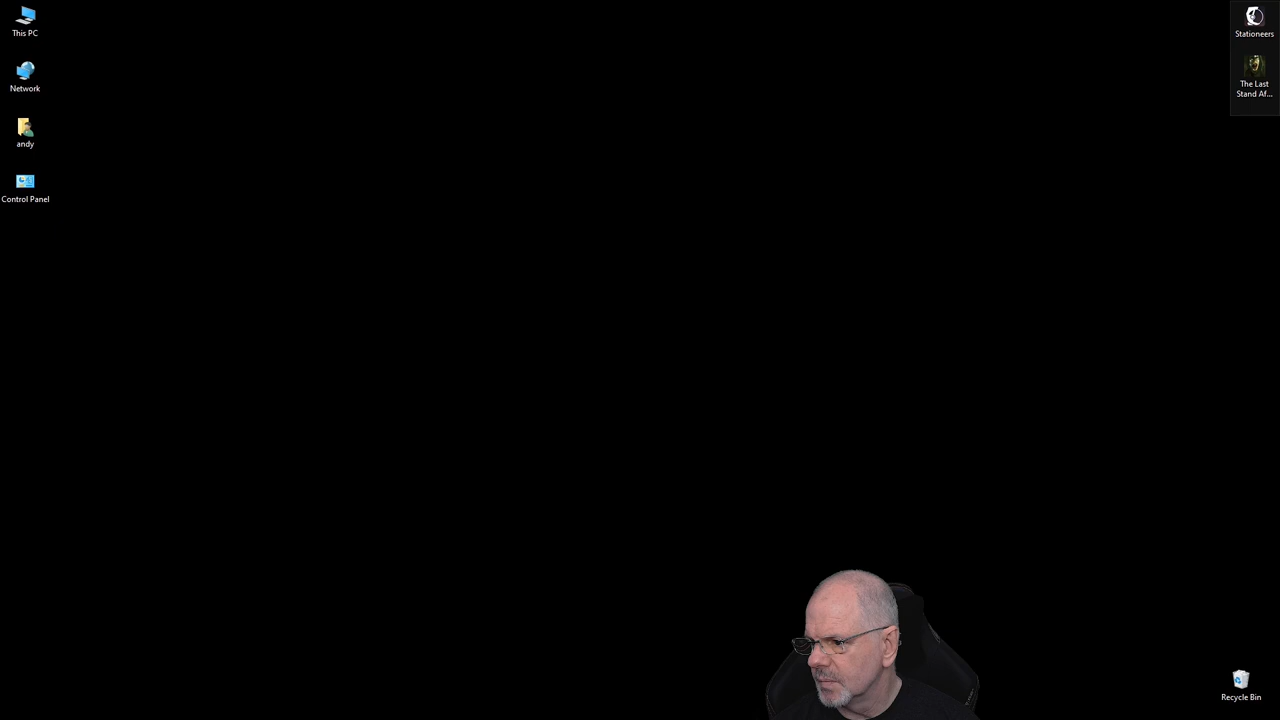 This PC
Network
andy
Control Panel
Stationeers
The Last
Stand Af...
Recycle Bin